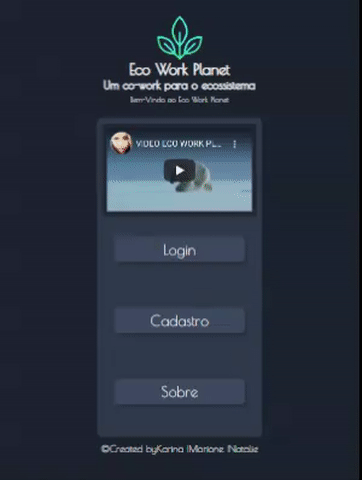 Eco Work Planet
Um co-work para o ecossistema
Bem-Vindo ao Eco Work Planet
VIDEO ECO WORK PL...
Login
Cadastro
Sobre
©Created byKarina |Mariane |Natalie